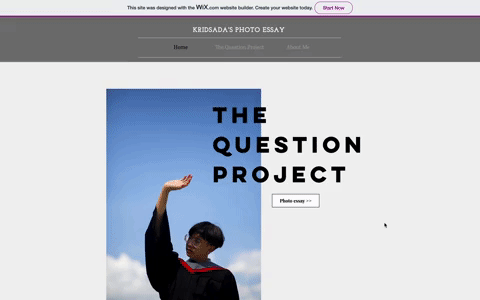 This site was designed with the WiX.com website builder. Create your website today. Start Now
KRIDSADA'S PHOTO ESSAY
Home The Question Project About Me
THE
QUESTION
PROJECT
Photo essay >>